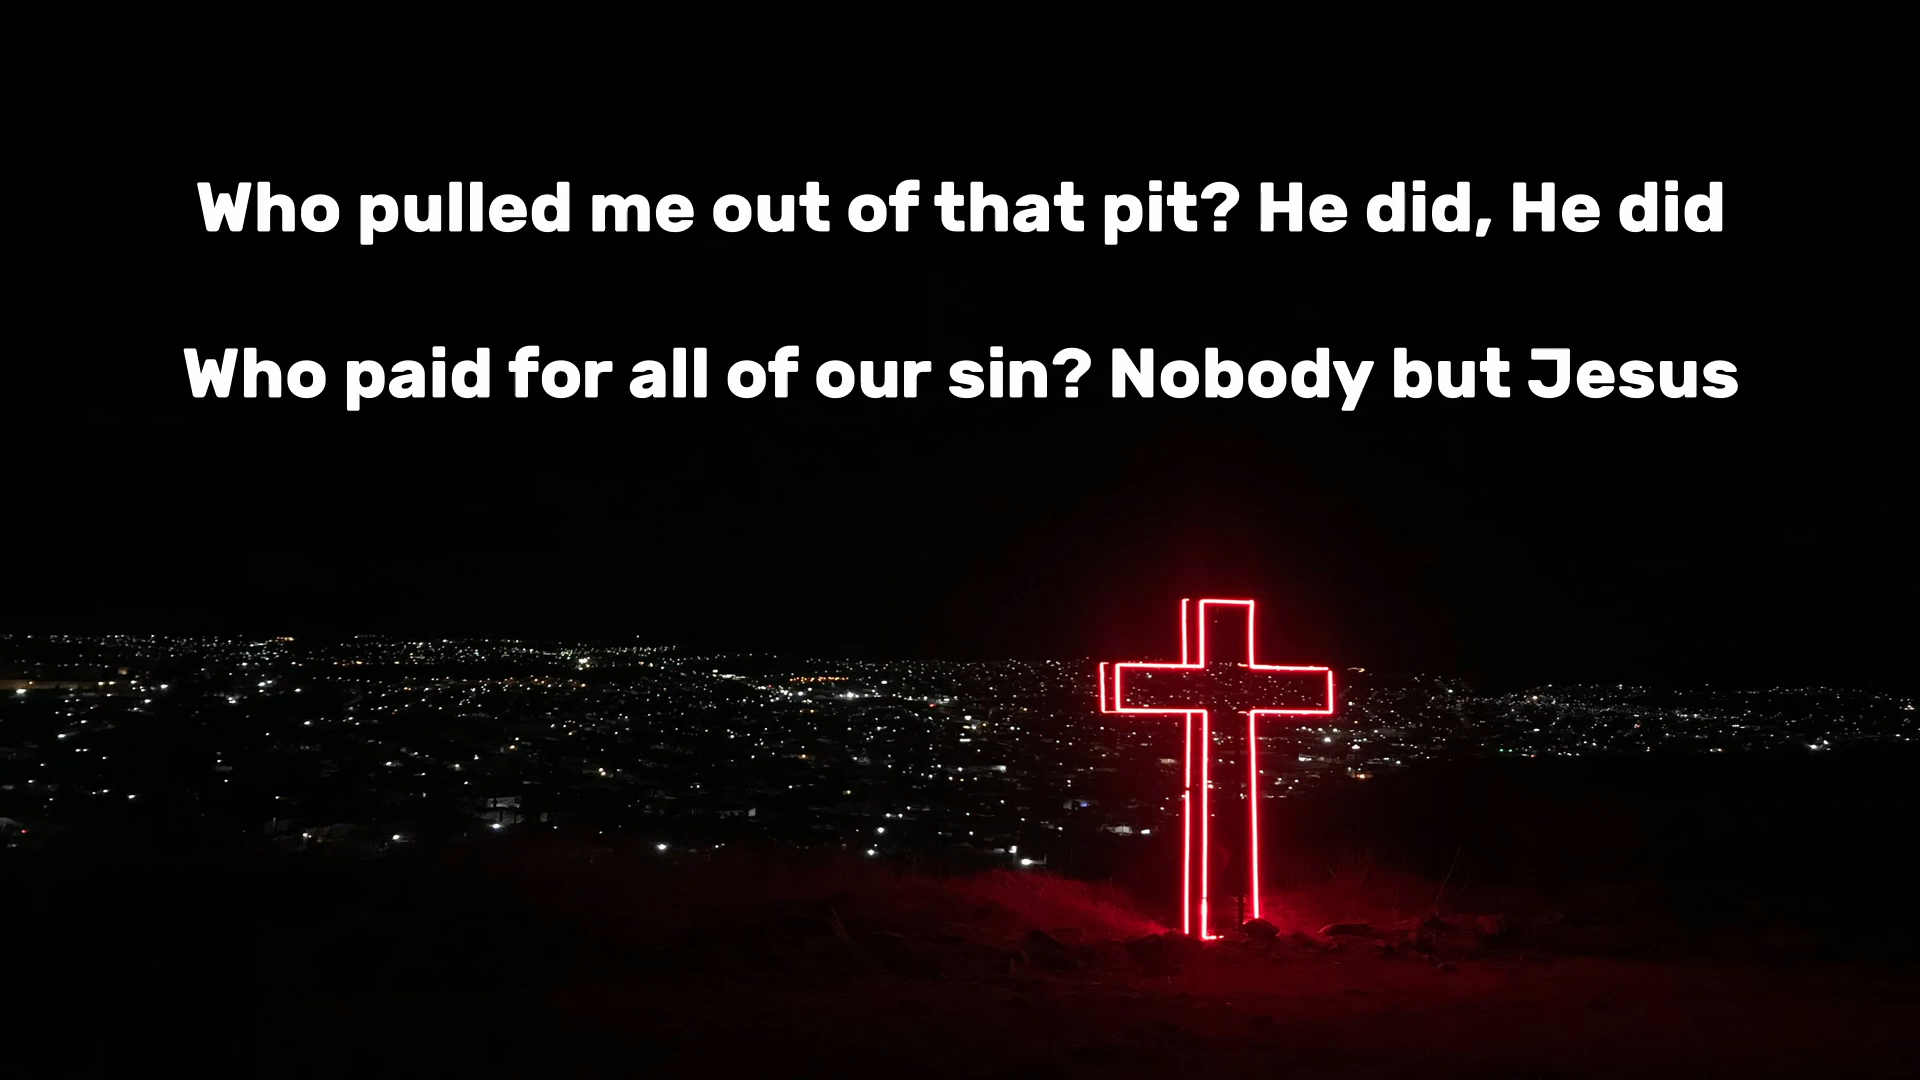 Who pulled me out of that pit? He did, He did
Who paid for all of our sin? Nobody but Jesus